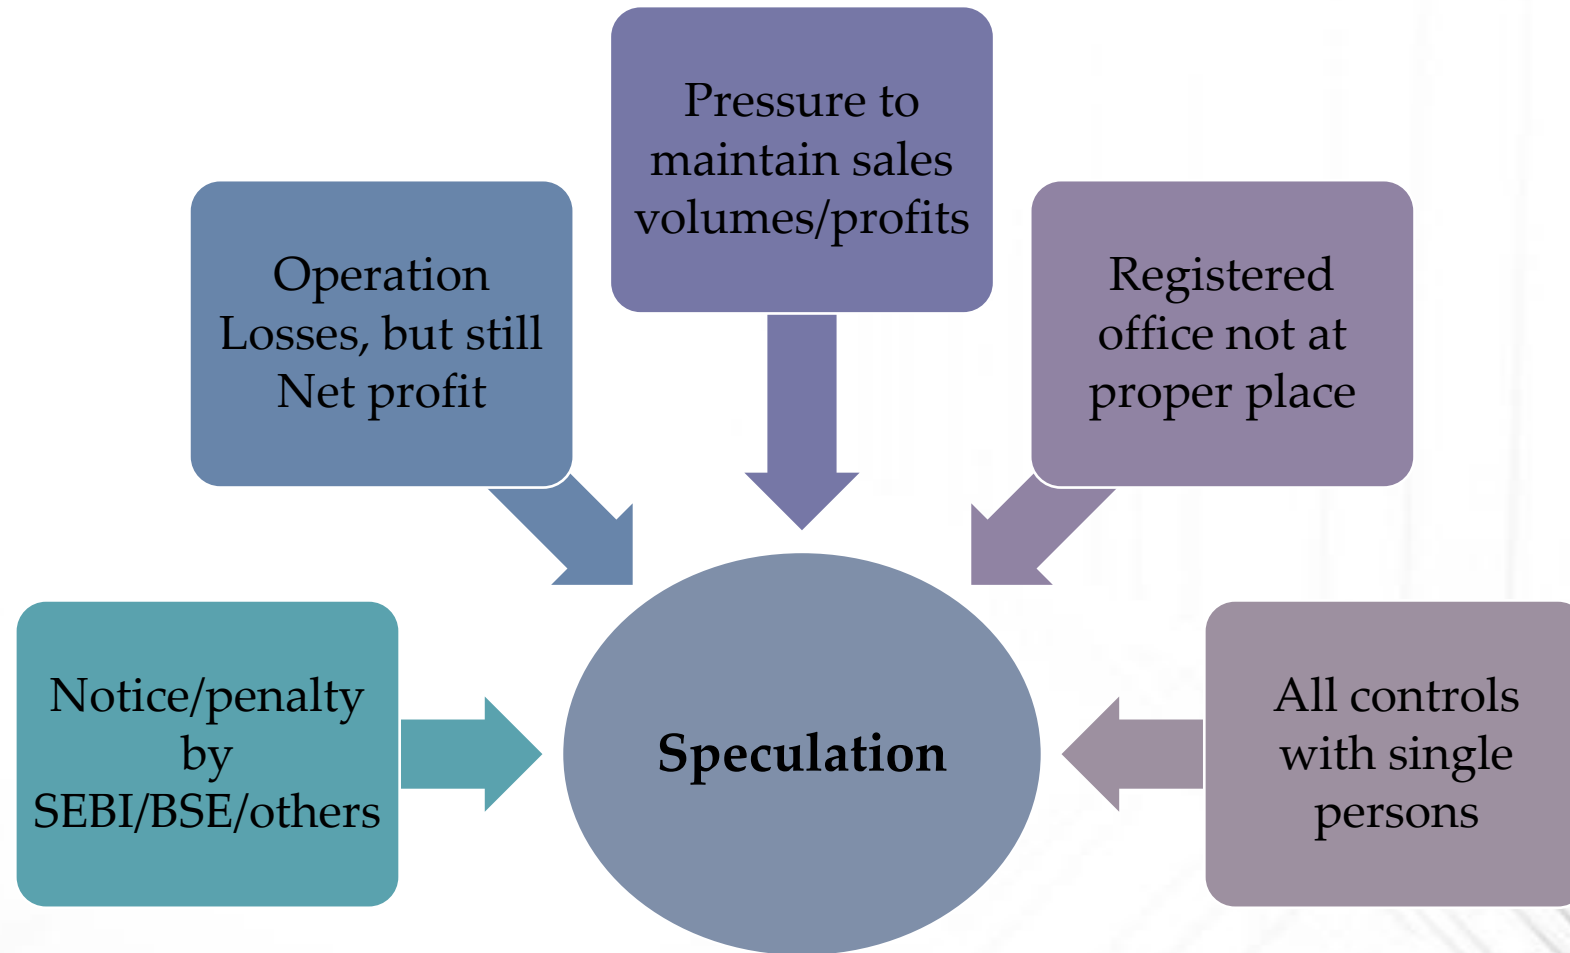 Pressure to
maintain sales
volumes/profits
Operation
Losses, but still
Net profit
Registered
office not at
proper place
Notice/penalty
by
SEBI/BSE/others
Speculation
All controls
with single
persons